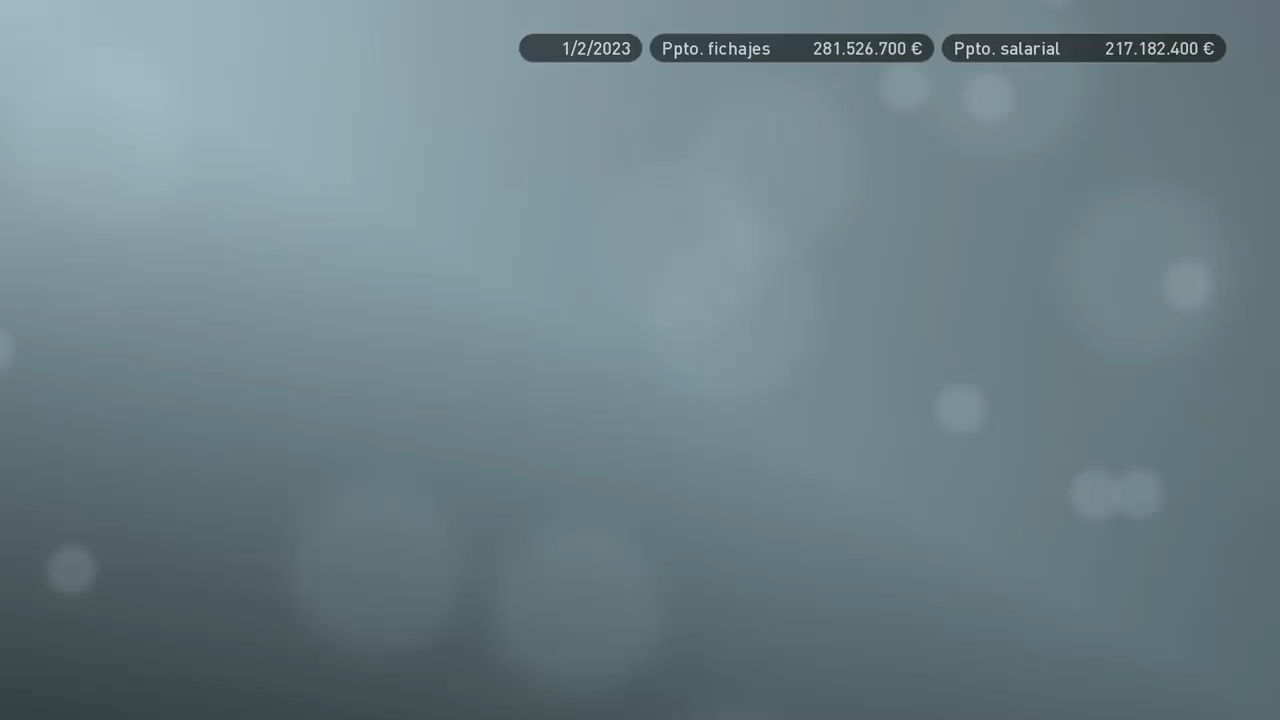 1/2/2023 Ppto. fichajes 281.526.700 € Ppto. salarial 217.182.400 €